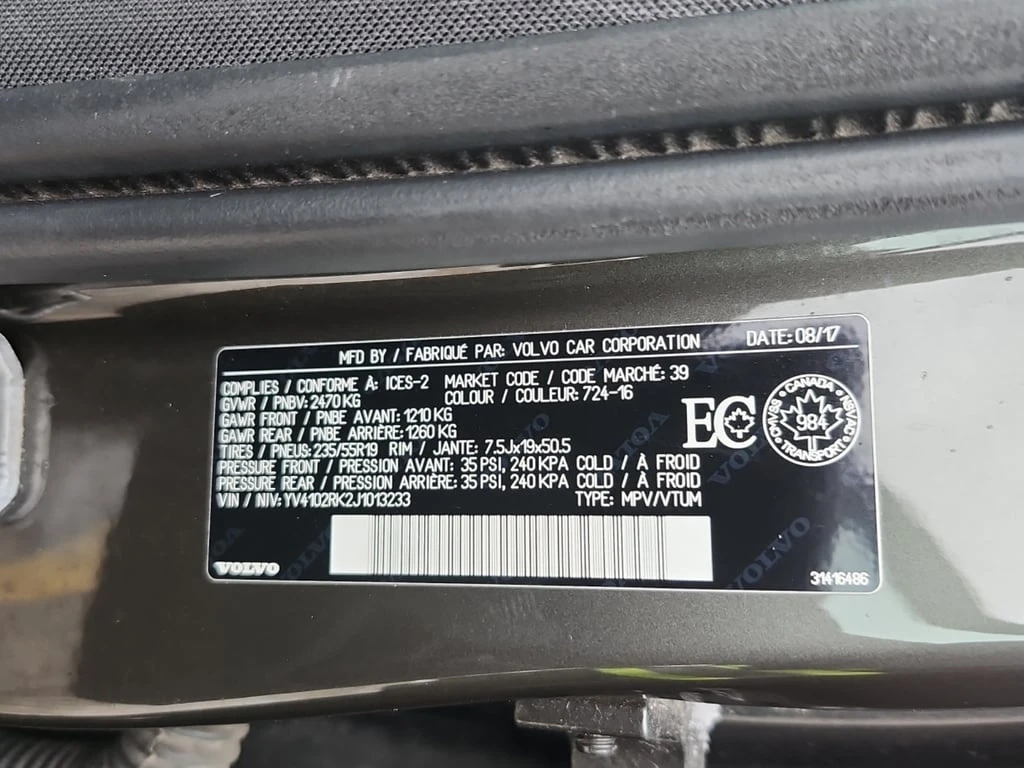 MFD BY / FABRIQUÉ PAR: VOLVO CAR CORPORATION DATE: 08/17
COMPLIES / CONFORME À: ICES-2 MARKET CODE / CODE MARCHÉ: 39
GVWR / PNBV: 2470 KG COLOUR / COULEUR: 724-16
GAWR FRONT / PNBE AVANT: 1210 KG
GAWR REAR / PNBE ARRIÈRE: 1260 KG
TIRES / PNEUS: 235/55R19 RIM / JANTE: 7.5Jx19x50.5
PRESSURE FRONT / PRESSION AVANT: 35 PSI, 240 KPA COLD / À FROID
PRESSURE REAR / PRESSION ARRIÈRE: 35 PSI, 240 KPA COLD / À FROID
VIN / NIV: YV4102RK2J1013233 TYPE: MPV/VTUM
EC
CANADA
CMVSS 984 NSVAC
TRANSPORT
VOLVO
31416486